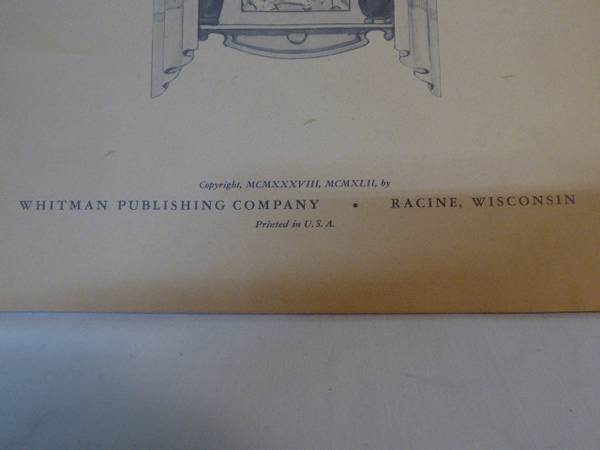 Copyright, MCMXXXVIII, MCMXLII, by
WHITMAN PUBLISHING COMPANY • RACINE, WISCONSIN
Printed in U. S. A.